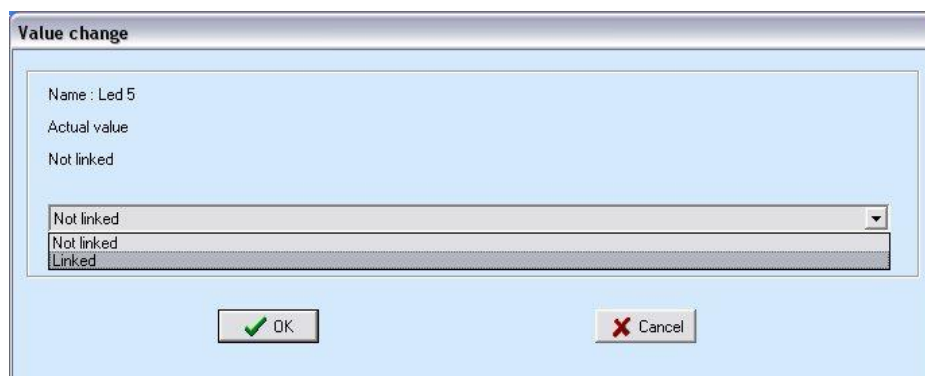 Value change
Name : Led 5
Actual value
Not linked
Not linked
Not linked
Linked
OK
Cancel